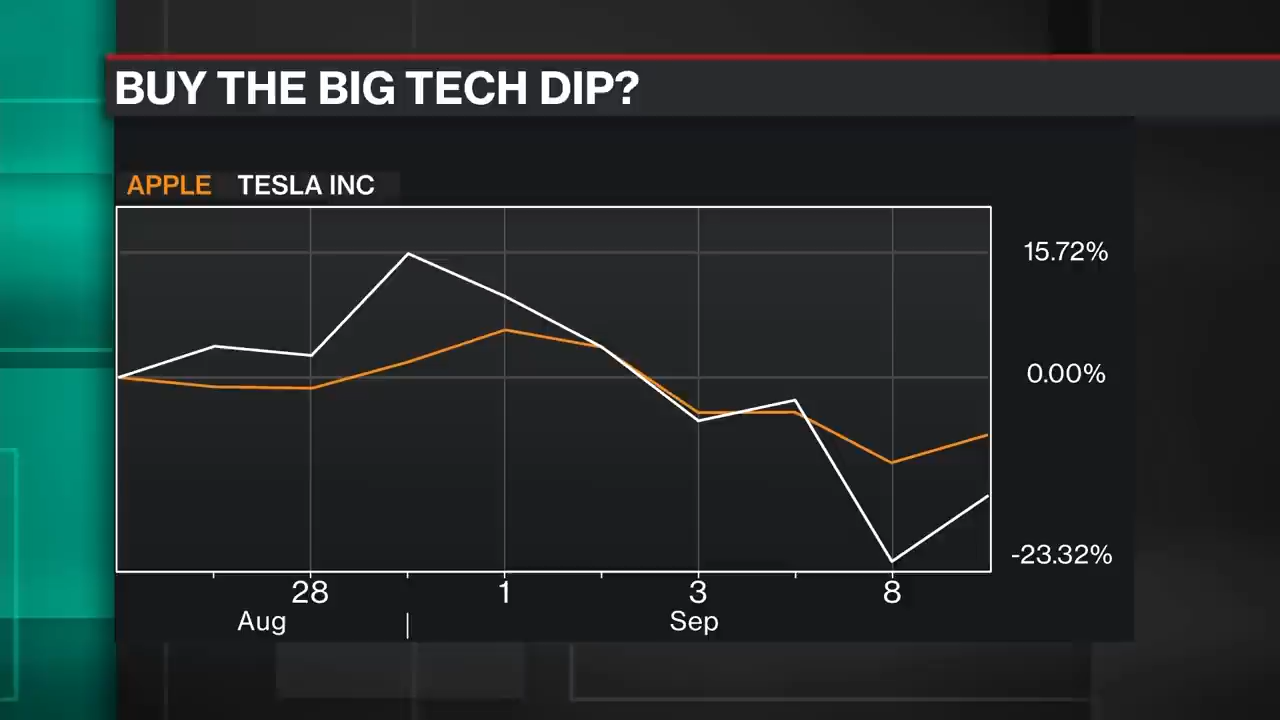 BUY THE BIG TECH DIP?
APPLE TESLA INC
15.72%
0.00%
-23.32%
28 1 3 8
Aug | Sep